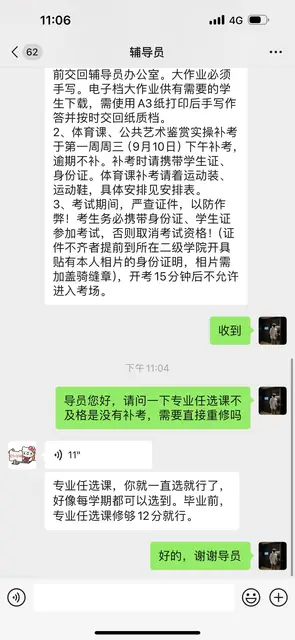 11:06
4G
69
62
辅导员
前交回辅导员办公室。大作业必须
手写。电子档大作业供有需要的学
生下载，需使用A3纸打印后手写作
答并按时交回纸质档。
2、体育课、公共艺术鉴赏实操补考
于第一周周三（9月10日）下午补考，
逾期不补。补考时请携带学生证、
身份证。体育课补考请着运动装、
运动鞋，具体安排见安排表。
3、考试期间，严查证件，以防作
弊！考生务必携带身份证、学生证
参加考试，否则取消考试资格！（证
件不齐者提前到所在二级学院开具
贴有本人相片的身份证明，相片需
加盖骑缝章），开考15分钟后不允许
进入考场。
收到
下午11:04
导员您好，请问一下专业任选课不
及格是没有补考，需要直接重修吗
11"
专业任选课，你就一直选就行了，
好像每学期都可以选到。毕业前，
专业任选课修够12分就行。
好的，谢谢导员